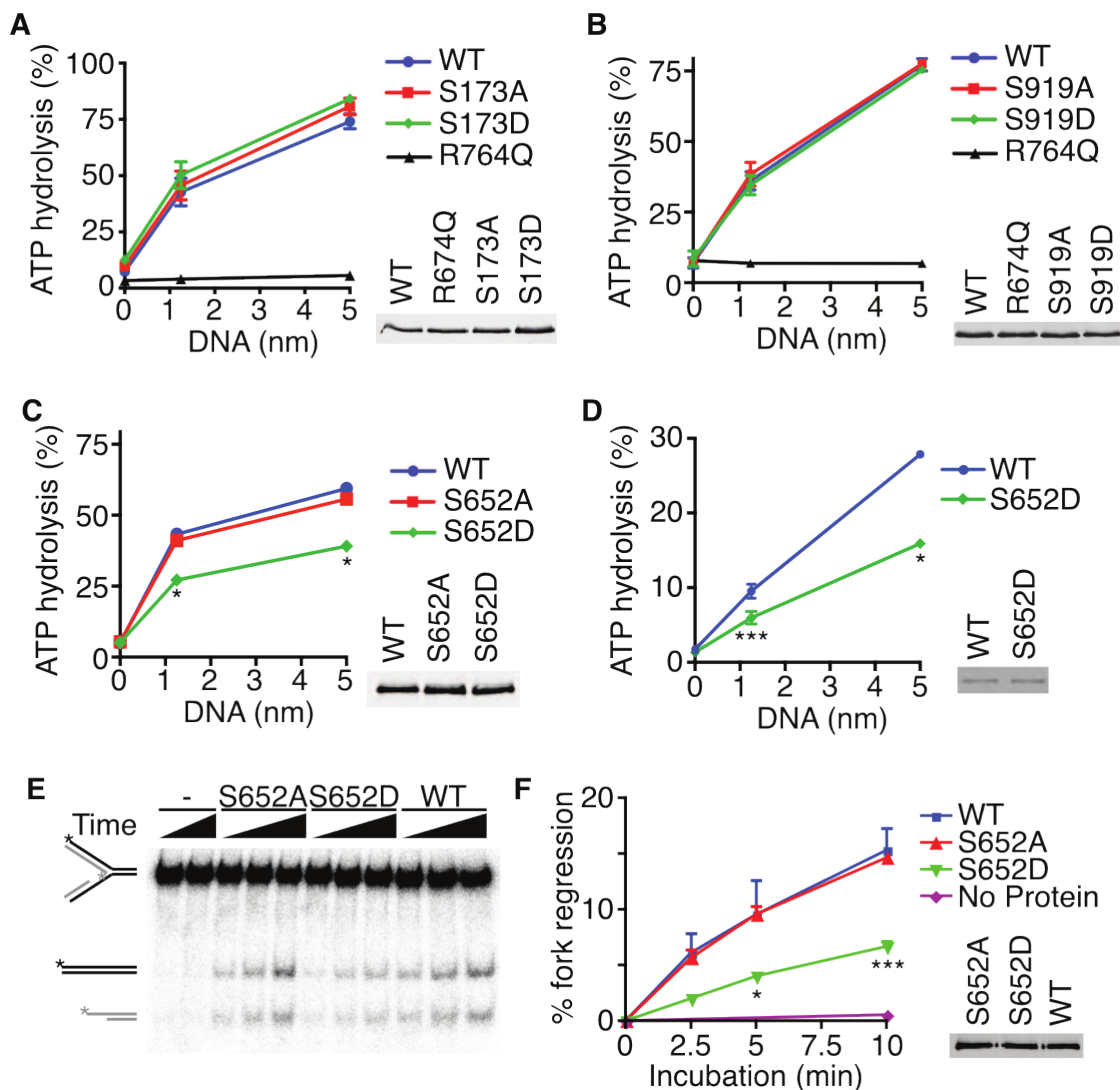 A
ATP hydrolysis (%)
100
75
50
25
0
0 1 2 3 4 5
DNA (nm)
WT
S173A
S173D
R764Q
WT
R674Q
S173A
S173D
B
ATP hydrolysis (%)
75
50
25
0
0 1 2 3 4 5
DNA (nm)
WT
S919A
S919D
R764Q
WT
R674Q
S919A
S919D
C
ATP hydrolysis (%)
75
50
25
0
0 1 2 3 4 5
DNA (nm)
*
*
WT
S652A
S652D
WT
S652A
S652D
D
ATP hydrolysis (%)
30
20
10
0
0 1 2 3 4 5
DNA (nm)
***
*
WT
S652D
WT
S652D
E
- S652A S652D WT
Time
*
*
*
*
F
% fork regression
15
10
0
0 2.5 5 7.5 10
Incubation (min)
*
***
WT
S652A
S652D
No Protein
S652A
S652D
WT